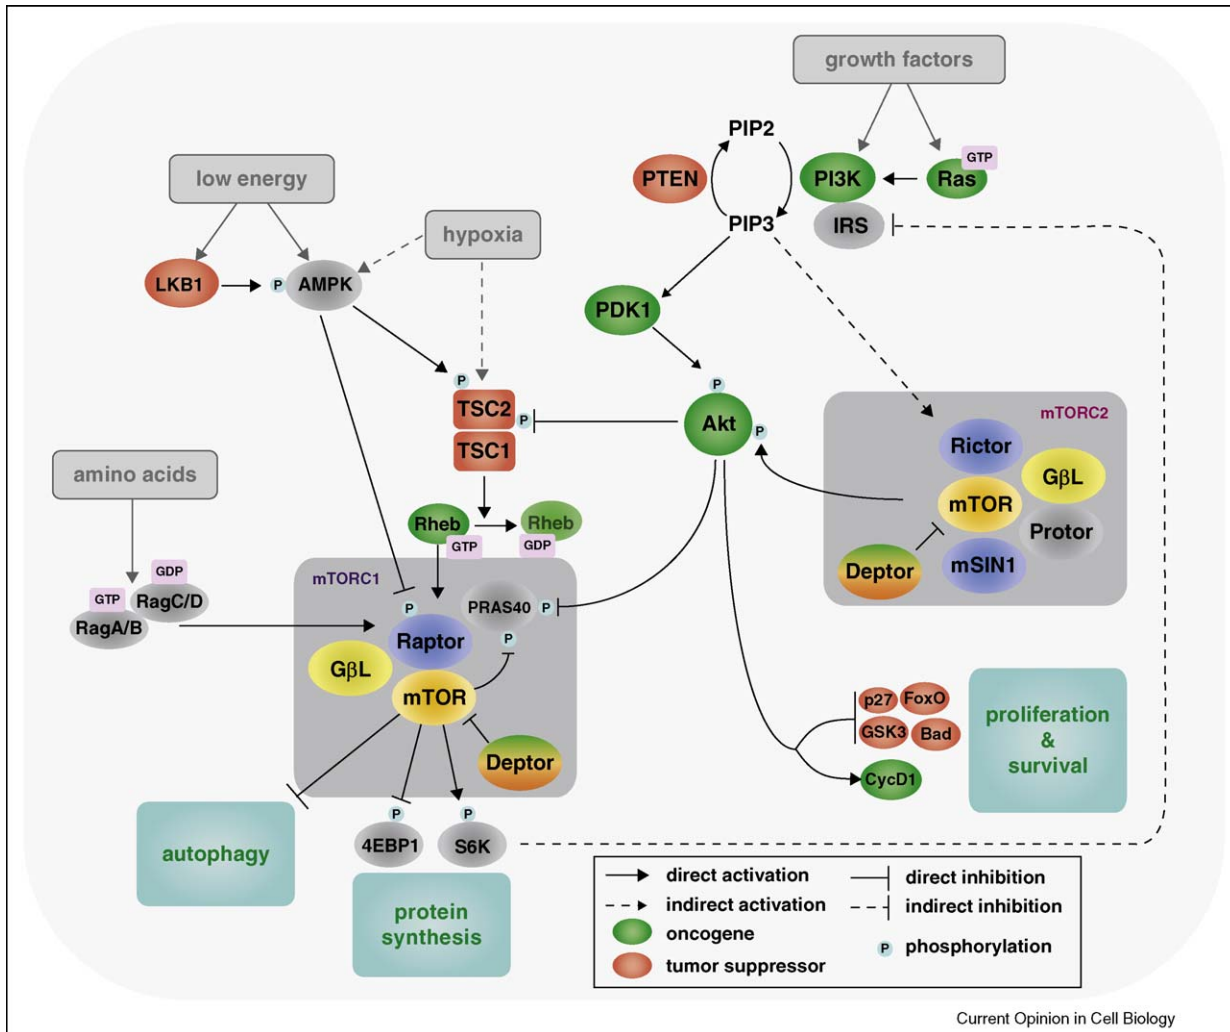 growth factors
PIP2
GTP
PTEN
PI3K
Ras
low energy
PIP3
IRS
hypoxia
LKB1
P
AMPK
PDK1
P
P
TSC2
P
Akt
P
mTORC2
TSC1
Rictor
amino acids
GβL
mTOR
Rheb
Rheb
Protor
GTP
GDP
mTORC1
Deptor
mSIN1
GDP
GTP
RagC/D
P
PRAS40
P
RagA/B
Raptor
P
GβL
mTOR
p27
FoxO
proliferation
&
survival
GSK3
Bad
Deptor
CycD1
P
P
4EBP1
S6K
autophagy
protein
synthesis
direct activation
direct inhibition
indirect activation
indirect inhibition
oncogene
P
phosphorylation
tumor suppressor
Current Opinion in Cell Biology